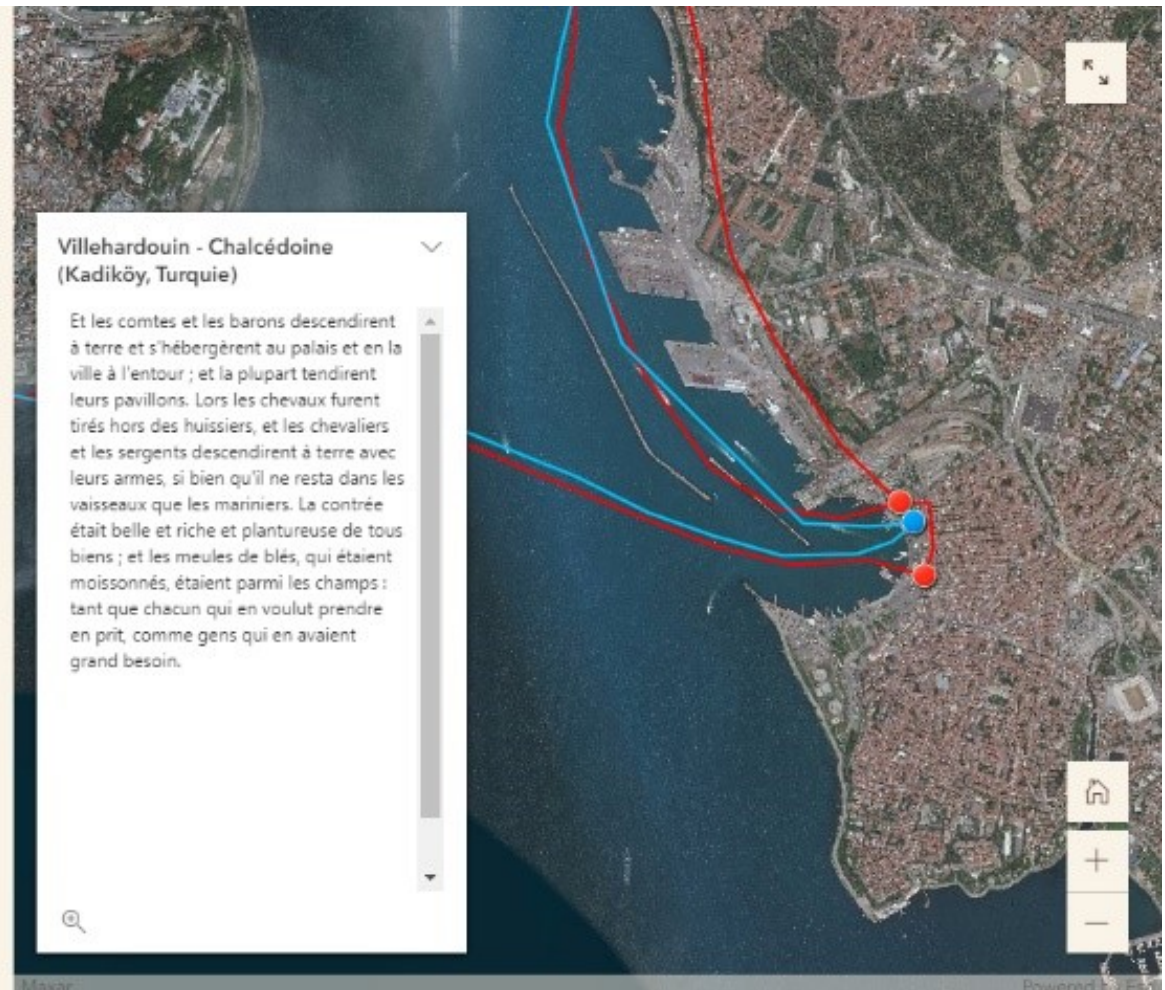 Villehardouin - Chalcédoine
(Kadiköy, Turquie)
Et les comtes et les barons descendirent
à terre et s'hébergèrent au palais et en la
ville à l'entour ; et la plupart tendirent
leurs pavillons. Lors les chevaux furent
tirés hors des huissiers, et les chevaliers
et les sergents descendirent à terre avec
leurs armes, si bien qu'il ne resta dans les
vaisseaux que les mariniers. La contrée
était belle et riche et plantureuse de tous
biens ; et les meules de blés, qui étaient
moissonnés, étaient parmi les champs :
tant que chacun qui en voulut prendre
en prit, comme gens qui en avaient
grand besoin.
Maxar
Powered by Esri